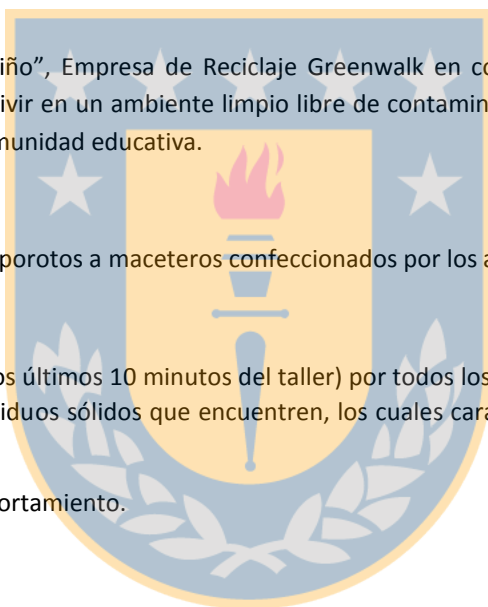 iño”, Empresa de Reciclaje Greenwalk en co
ivir en un ambiente limpio libre de contamin
munidad educativa.
porotos a maceteros confeccionados por los a
os últimos 10 minutos del taller) por todos los
iduos sólidos que encuentren, los cuales cara
ortamiento.